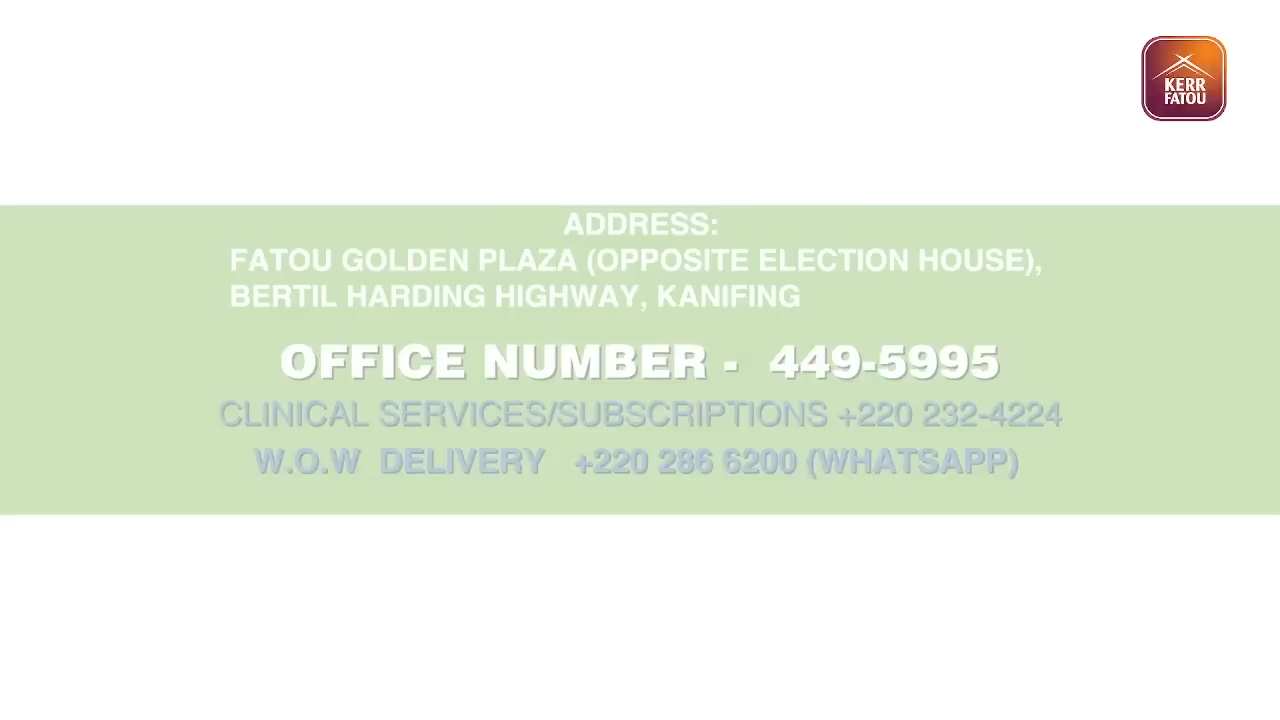 KERR
FATOU
ADDRESS:
FATOU GOLDEN PLAZA (OPPOSITE ELECTION HOUSE),
BERTIL HARDING HIGHWAY, KANIFING
OFFICE NUMBER - 449-5995
CLINICAL SERVICES/SUBSCRIPTIONS +220 232-4224
W.O.W DELIVERY +220 286 6200 (WHATSAPP)